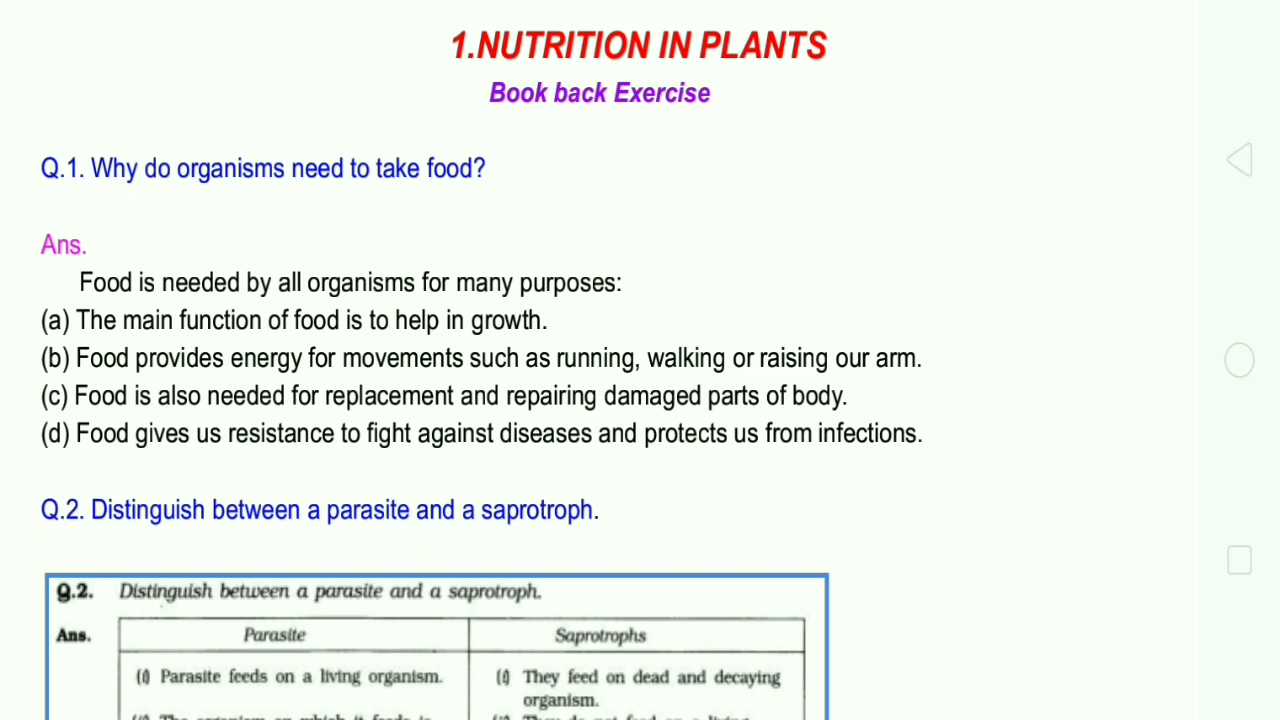 1.NUTRITION IN PLANTS
Book back Exercise
Q.1. Why do organisms need to take food?
Ans.
Food is needed by all organisms for many purposes:
(a) The main function of food is to help in growth.
(b) Food provides energy for movements such as running, walking or raising our arm.
(c) Food is also needed for replacement and repairing damaged parts of body.
(d) Food gives us resistance to fight against diseases and protects us from infections.
Q.2. Distinguish between a parasite and a saprotroph.
Q.2. Distinguish between a parasite and a saprotroph.
Ans. Parasite Saprotrophs
(i) Parasite feeds on a living organism. (i) They feed on dead and decaying
organism.